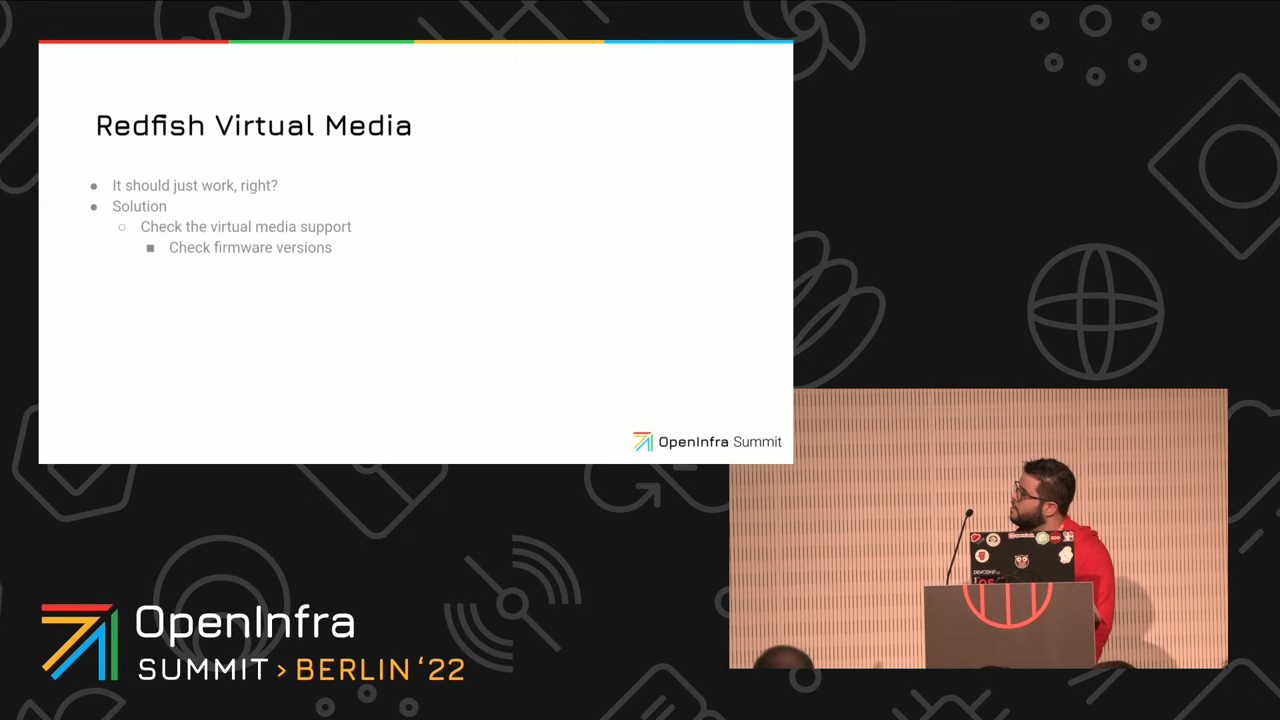 Redfish Virtual Media
It should just work, right?
Solution
Check the virtual media support
Check firmware versions
OpenInfra Summit
OpenInfra
SUMMIT > BERLIN ‘22